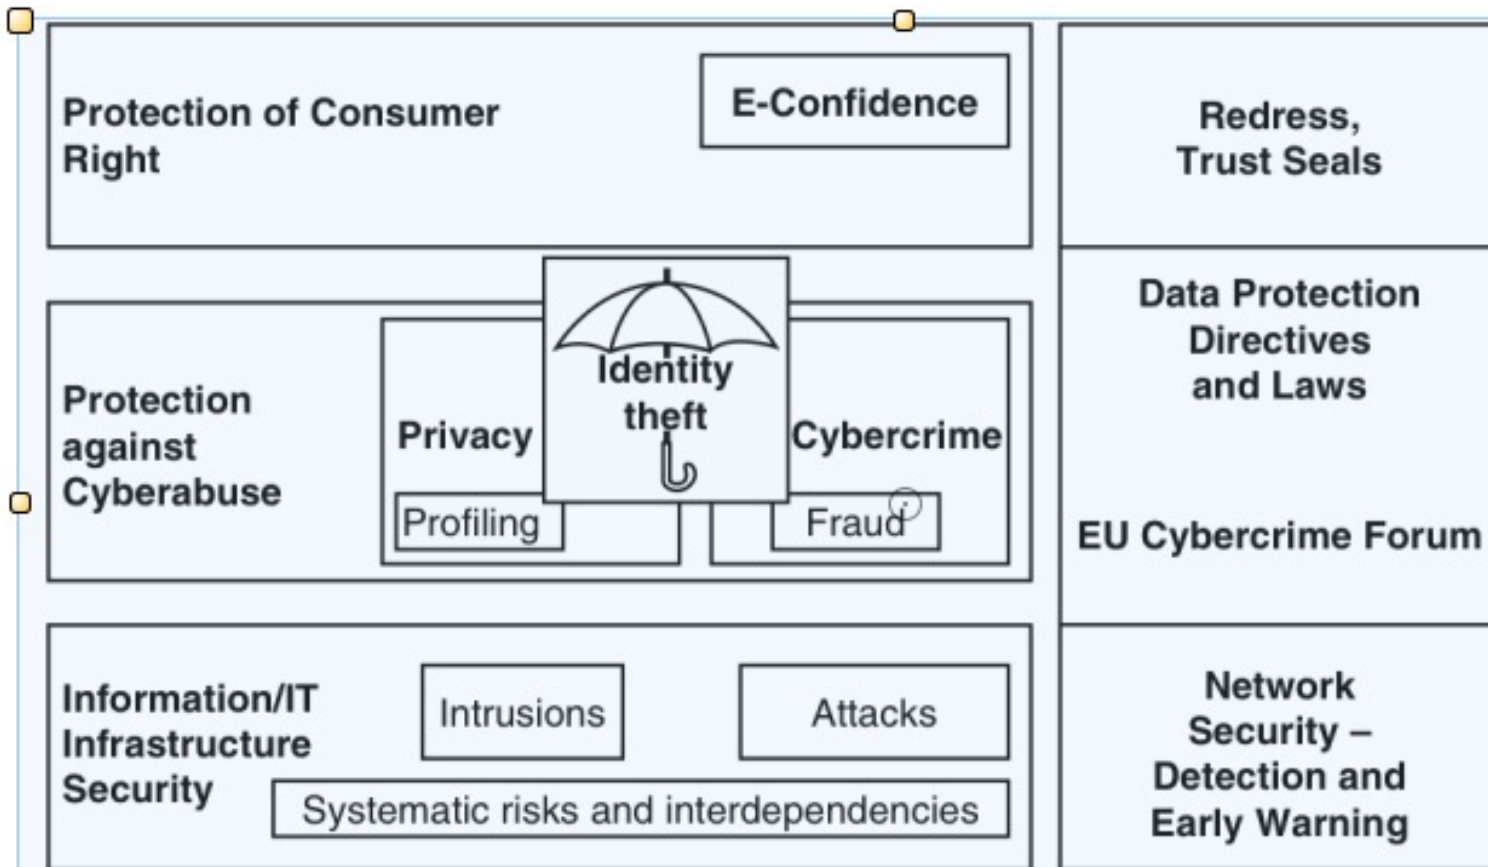 Protection of Consumer
Right
E-Confidence
Redress,
Trust Seals
Protection
against
Cyberabuse
Privacy
Identity
theft
Cybercrime
Profiling
Fraud
Data Protection
Directives
and Laws
EU Cybercrime Forum
Information/IT
Infrastructure
Security
Intrusions
Attacks
Systematic risks and interdependencies
Network
Security –
Detection and
Early Warning